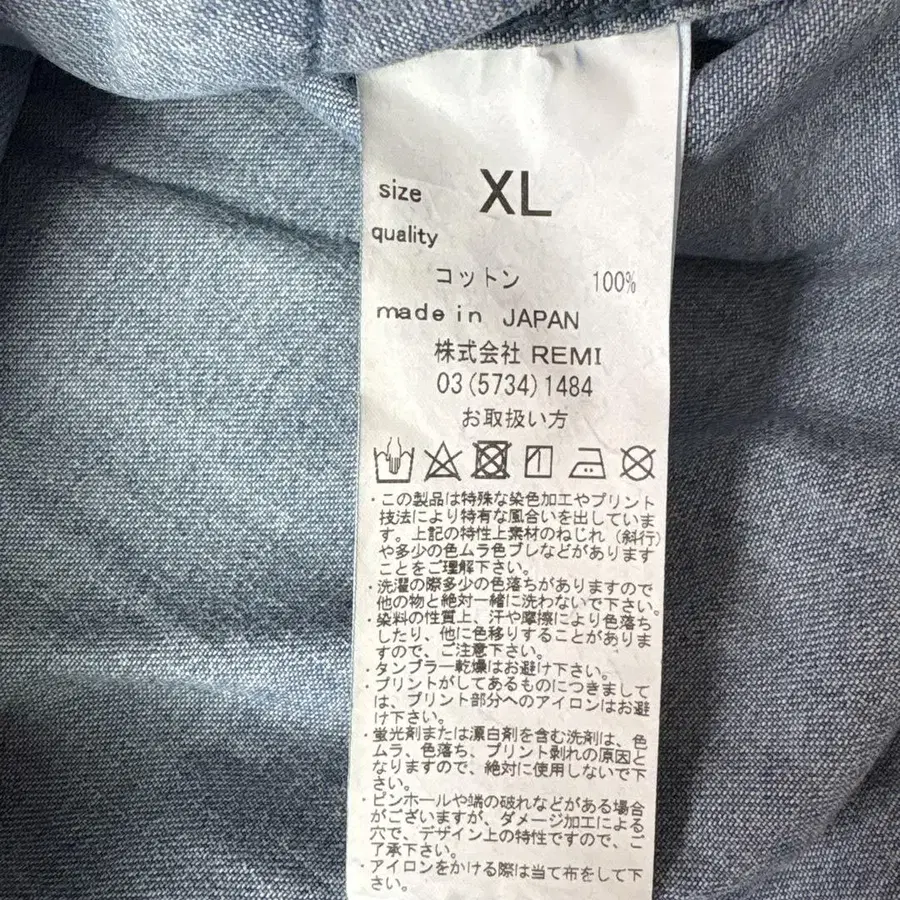 size XL
quality
コットン 100%
made in JAPAN
株式会社 REMI
03(5734)1484
お取扱い方
・この製品は特殊な染色加工やプリント
技法により特有な風合いを出していま
す。上記の特性上素材のねじれ(斜行)
や多少の色ムラ色ブレなどがあります
ことをご理解下さい。
・洗濯の際多少の色落ちがありますので
他の物と絶対一緒に洗わないで下さい。
・染料の性質上、汗や摩擦により色落ち
したり、他に色移りすることがありま
すので、ご注意下さい。
・タンブラー乾燥はお避け下さい。
・プリントがしてあるものにつきまして
は、プリント部分へのアイロンはお避
け下さい。
・蛍光剤または漂白剤を含む洗剤は、色
ムラ、色落ち、プリント剥れの原因と
なりますので、絶対に使用しないで下
さい。
・ピンホールや端の破れなどがある場合
がございますが、ダメージ加工による
穴で、デザイン上の特性ですので、ご
了承下さい。
・アイロンをかける際は当て布をして下
さい。